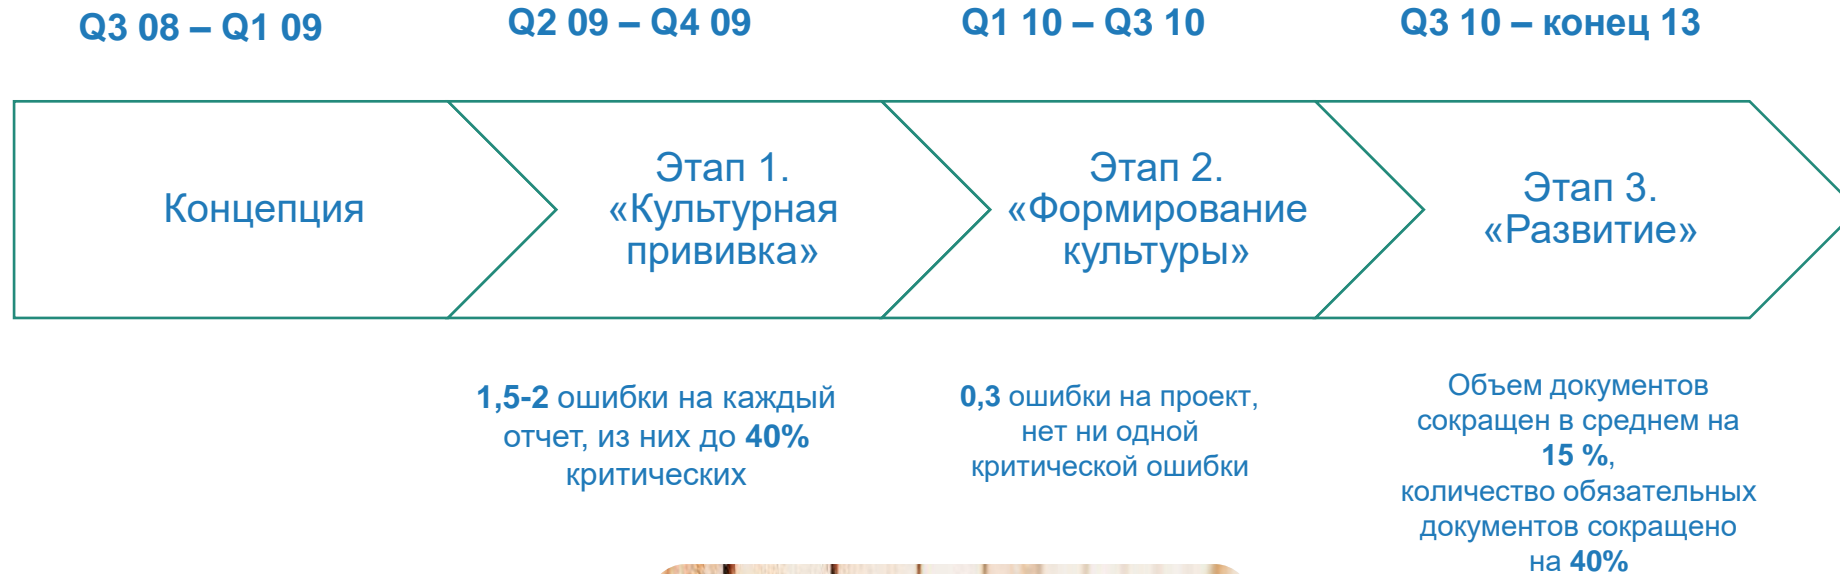 Q3 08 – Q1 09
Q2 09 – Q4 09
Q1 10 – Q3 10
Q3 10 – конец 13
Концепция
Этап 1.
«Культурная
прививка»
Этап 2.
«Формирование
культуры»
Этап 3.
«Развитие»
1,5-2 ошибки на каждый
отчет, из них до 40%
критических
0,3 ошибки на проект,
нет ни одной
критической ошибки
Объем документов
сокращен в среднем на
15 %,
количество обязательных
документов сокращено
на 40%